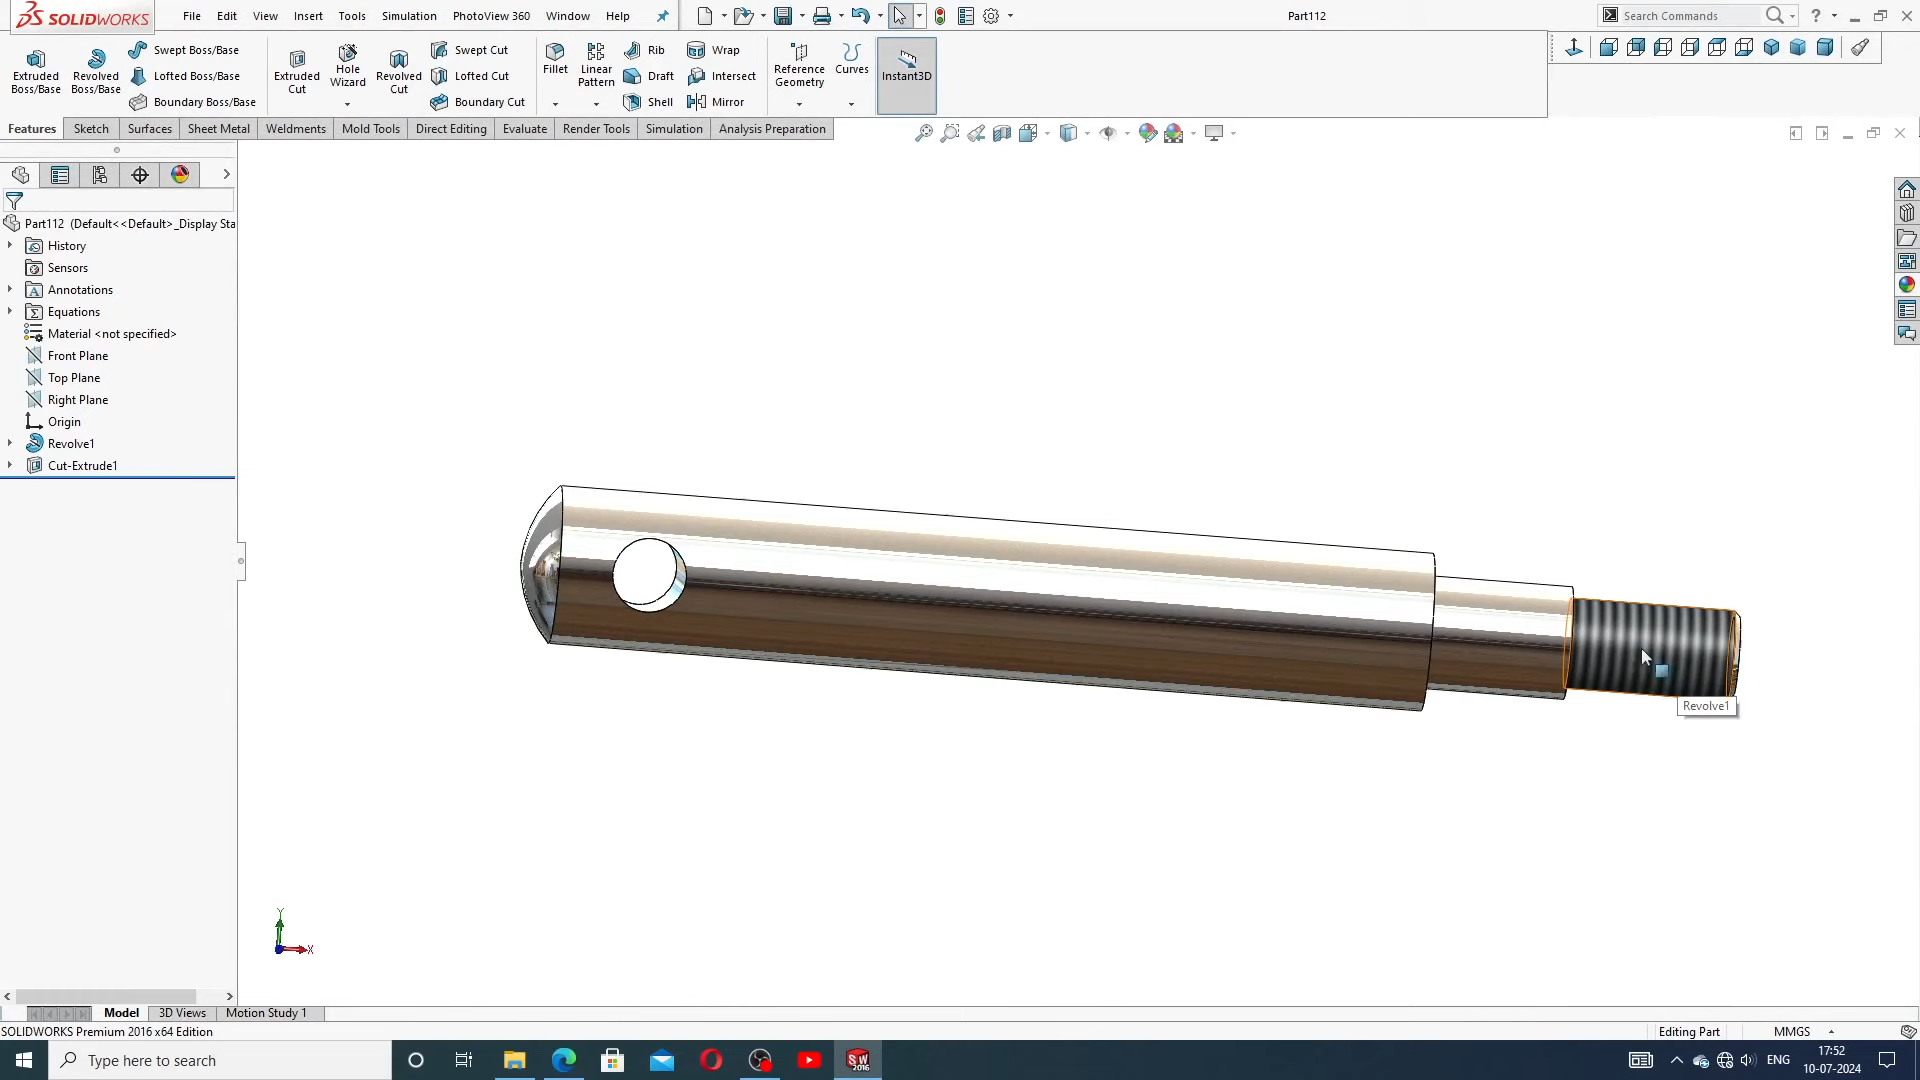 SOLIDWORKS
File Edit View Insert Tools Simulation PhotoView 360 Window Help
Part112
Search Commands
Extruded Boss/Base
Revolved Boss/Base
Swept Boss/Base
Lofted Boss/Base
Boundary Boss/Base
Extruded Cut
Hole Wizard
Revolved Cut
Swept Cut
Lofted Cut
Boundary Cut
Fillet
Linear Pattern
Rib
Draft
Shell
Wrap
Intersect
Mirror
Reference Geometry
Curves
Instant3D
Features Sketch Surfaces Sheet Metal Weldments Mold Tools Direct Editing Evaluate Render Tools Simulation Analysis Preparation
Part112 (Default<<Default>_Display Sta
History
Sensors
Annotations
Equations
Material <not specified>
Front Plane
Top Plane
Right Plane
Origin
Revolve1
Cut-Extrude1
Revolve1
Y
X
Model 3D Views Motion Study 1
SOLIDWORKS Premium 2016 x64 Edition
Editing Part MMGS
Type here to search
SW
2016
ENG
17:52
10-07-2024